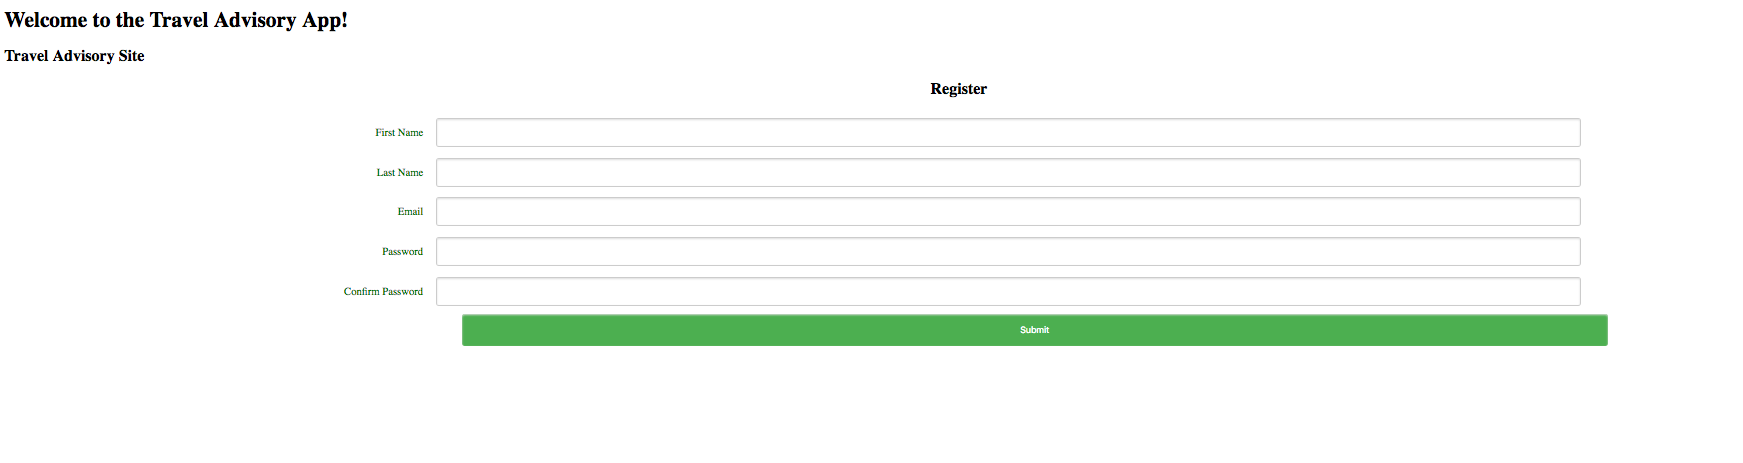 Welcome to the Travel Advisory App!
Travel Advisory Site
Register
First Name
Last Name
Email
Password
Confirm Password
Submit